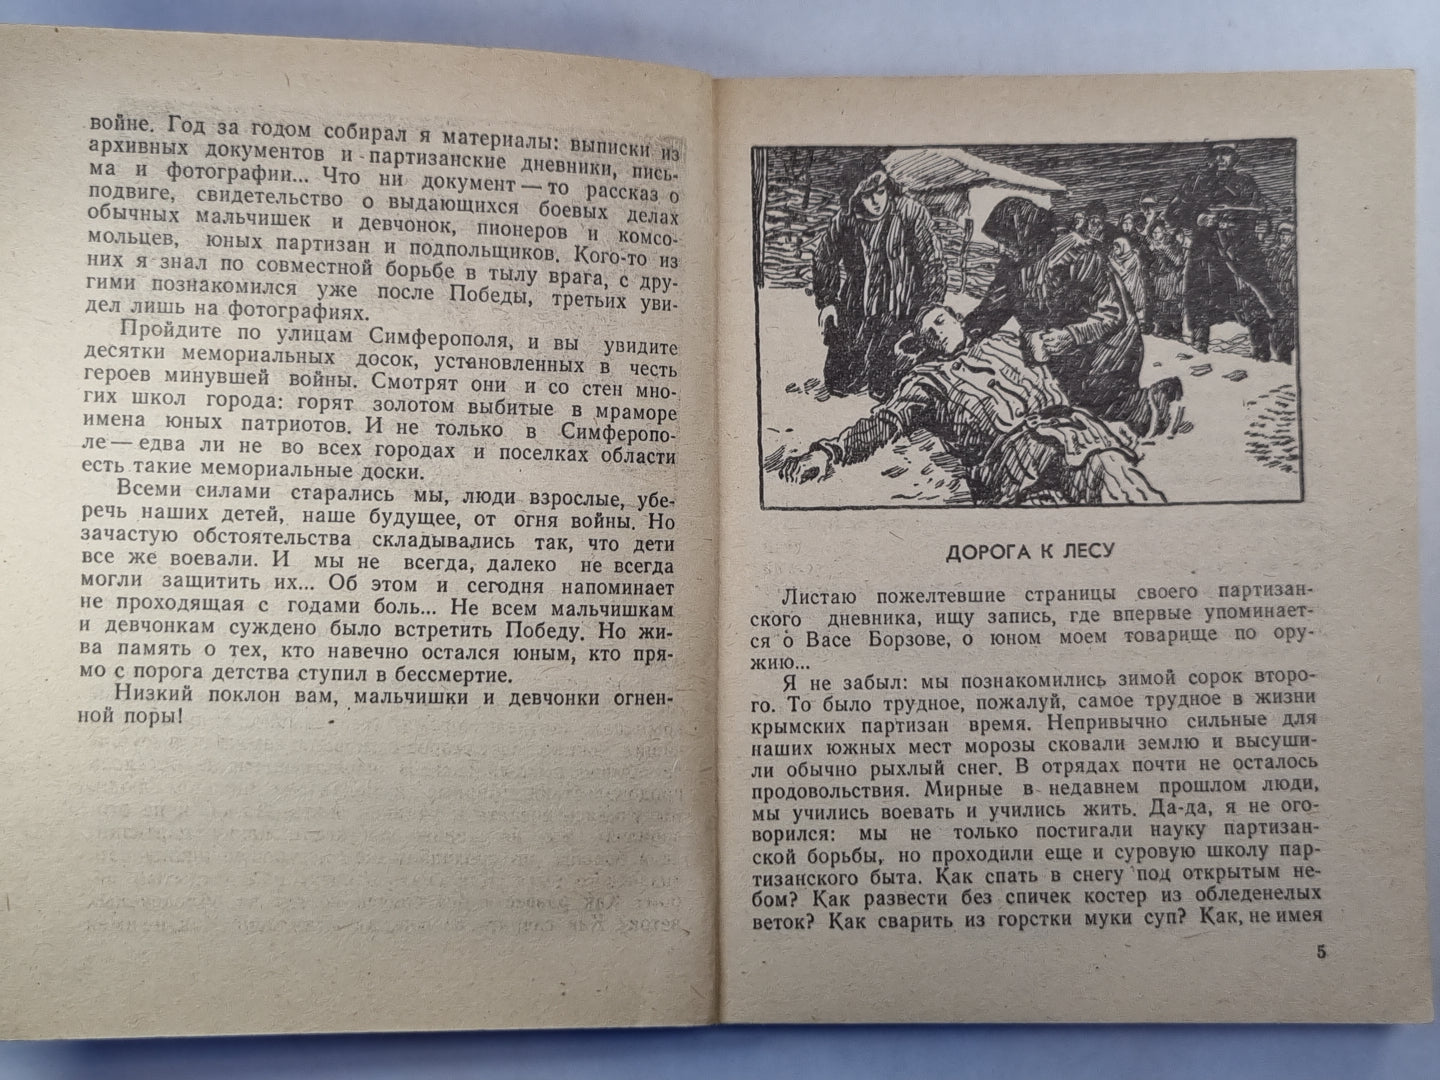 войне. Год за годом собирал я материалы: выписки из
архивных документов и партизанские дневники, пись-
ма и фотографии... Что ни документ — то рассказ о
подвиге, свидетельство о выдающихся боевых делах
обычных мальчишек и девчонок, пионеров и комсо-
мольцев, юных партизан и подпольщиков. Кого-то из
них я знал по совместной борьбе в тылу врага, с дру-
гими познакомился уже после Победы, третьих уви-
дел лишь на фотографиях.
Пройдите по улицам Симферополя, и вы увидите
десятки мемориальных досок, установленных в честь
героев минувшей войны. Смотрят они и со стен мно-
гих школ города: горят золотом выбитые в мраморе
имена юных патриотов. И не только в Симферопо-
ле — едва ли не во всех городах и поселках области
есть такие мемориальные доски.
Всеми силами старались мы, люди взрослые, убе-
речь наших детей, наше будущее, от огня войны. Но
зачастую обстоятельства складывались так, что дети
все же воевали. И мы не всегда, далеко не всегда
могли защитить их... Об этом и сегодня напоминает
не проходящая с годами боль... Не всем мальчишкам
и девчонкам суждено было встретить Победу. Но жи-
ва память о тех, кто навечно остался юным, кто пря-
мо с порога детства ступил в бессмертие.
Низкий поклон вам, мальчишки и девчонки огнен-
ной поры!
ДОРОГА К ЛЕСУ
Листаю пожелтевшие страницы своего партизан-
ского дневника, ищу запись, где впервые упоминает-
ся о Васе Борзове, о юном моем товарище по ору-
жию...
Я не забыл: мы познакомились зимой сорок второ-
го. То было трудное, пожалуй, самое трудное в жизни
крымских партизан время. Непривычно сильные для
наших южных мест морозы сковали землю и высуши-
ли обычно рыхлый снег. В отрядах почти не осталось
продовольствия. Мирные в недавнем прошлом люди,
мы учились воевать и учились жить. Да-да, я не ого-
ворился: мы не только постигали науку партизан-
ской борьбы, но проходили еще и суровую школу пар-
тизанского быта. Как спать в снегу под открытым не-
бом? Как развести без спичек костер из обледенелых
веток? Как сварить из горстки муки суп? Как, не имея
5